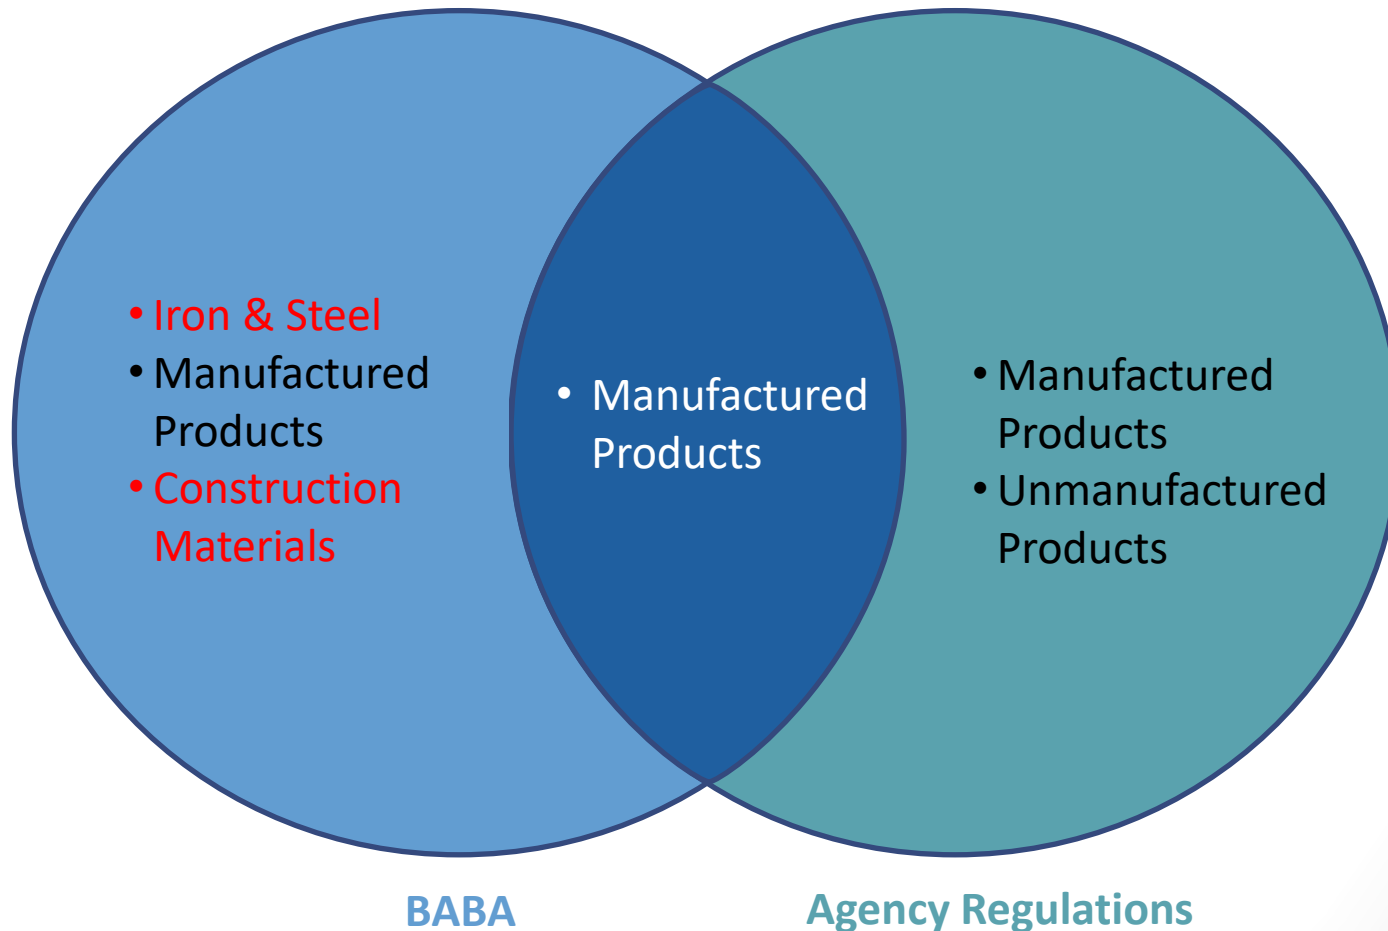 • Iron & Steel
• Manufactured
Products
• Construction
Materials
• Manufactured
Products
• Manufactured
Products
• Unmanufactured
Products
BABA
Agency Regulations